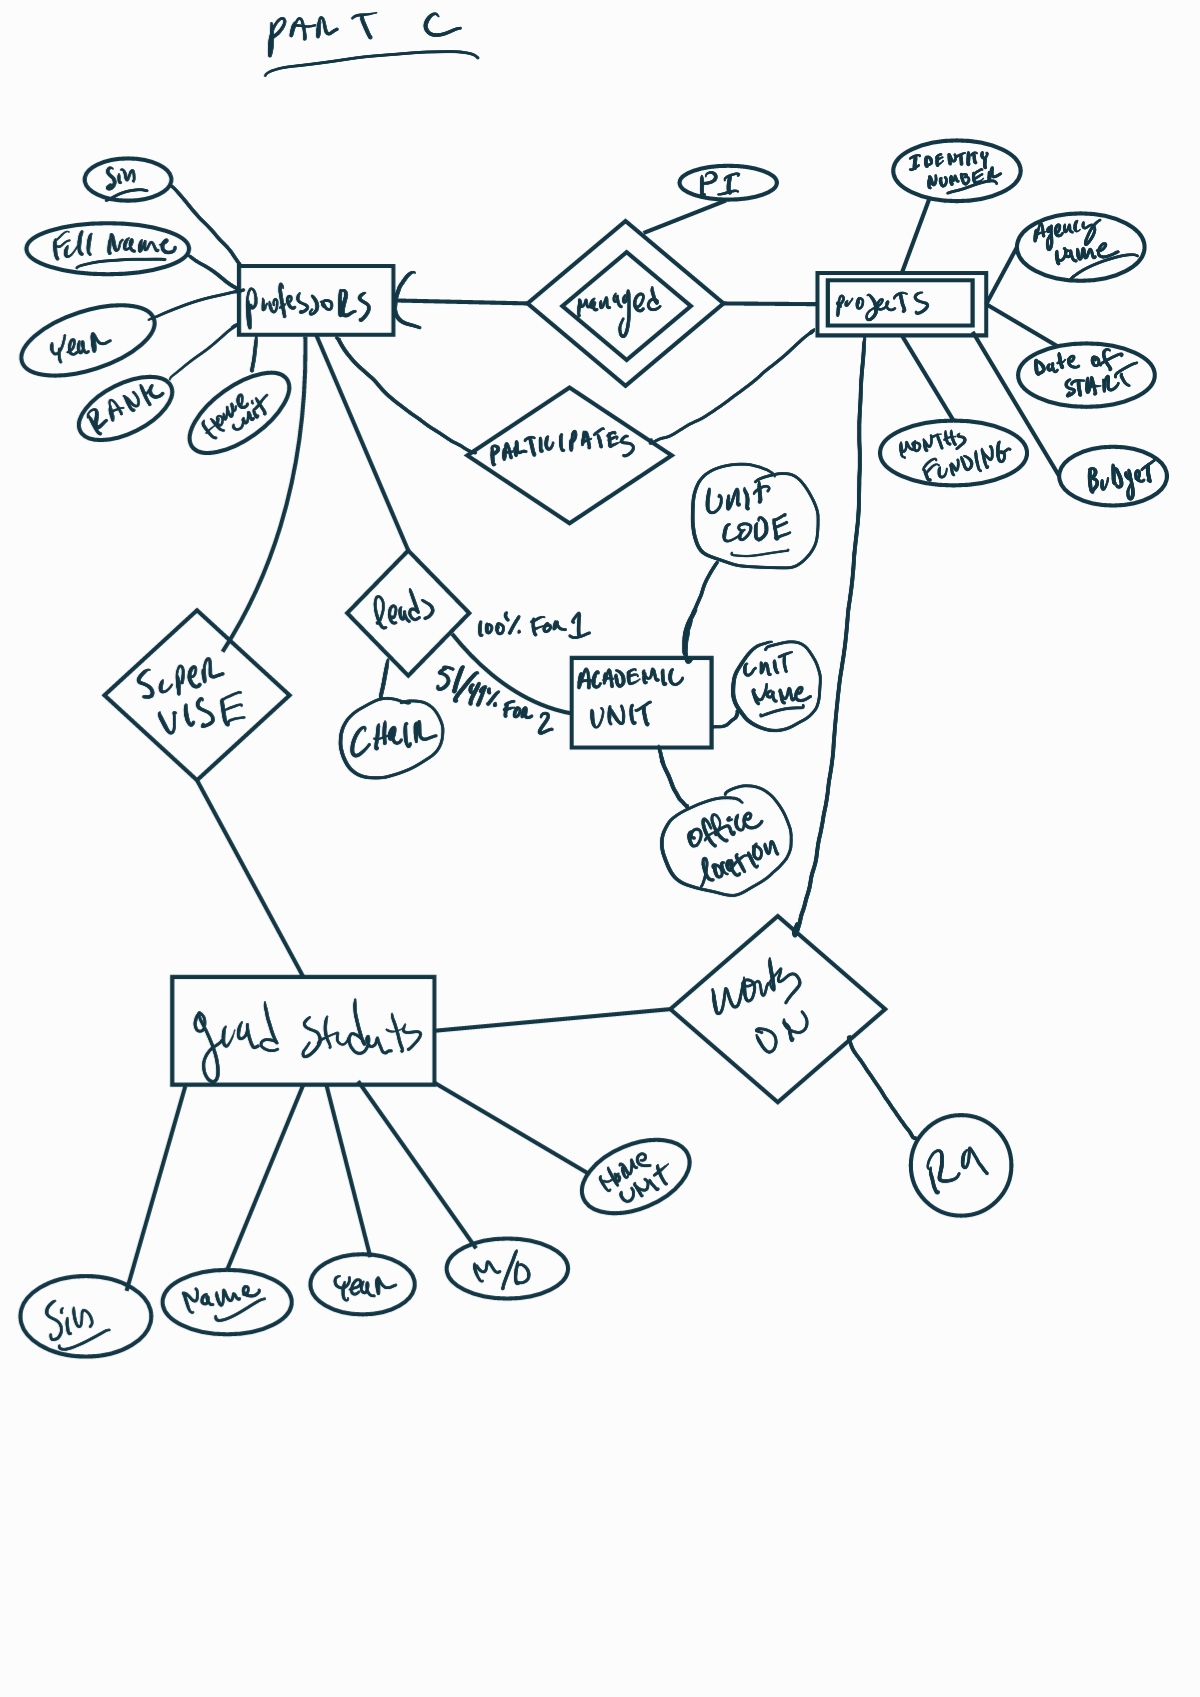 PART C
Sin
Full Name
Year
RANK
Home
unit
professors
managed
PI
projects
IDENTITY
NUMBER
Agency
name
Date of
START
MONTHS
FUNDING
BuDgeT
PARTICIPATES
leads
100% For 1
51/49% For 2
CHAIR
ACADEMIC
UNIT
UNIT
CODE
UNIT
Name
office
location
SUPER
VISE
grad students
Works
ON
RA
Sin
Name
Year
M/D
Home
UNIT